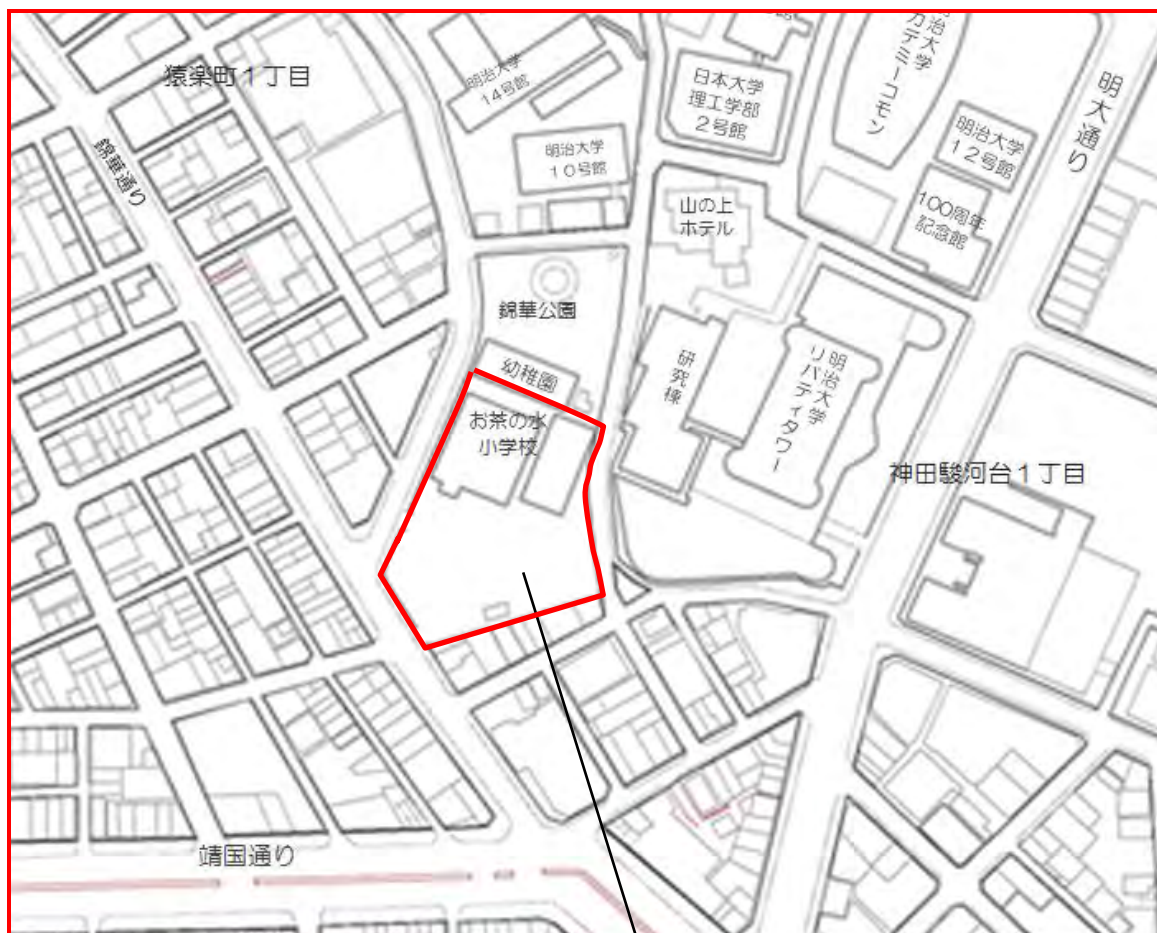 猿楽町1丁目
錦華通り
明治大学
14号館
明治大学
10号館
日本大学
理工学部
2号館
治大学
カデミーコモン
明大通り
明治大学
12号館
100周年
記念館
山の上
ホテル
錦華公園
幼稚園
お茶の水
小学校
研究棟
明治大学
リバティタワー
神田駿河台1丁目
靖国通り